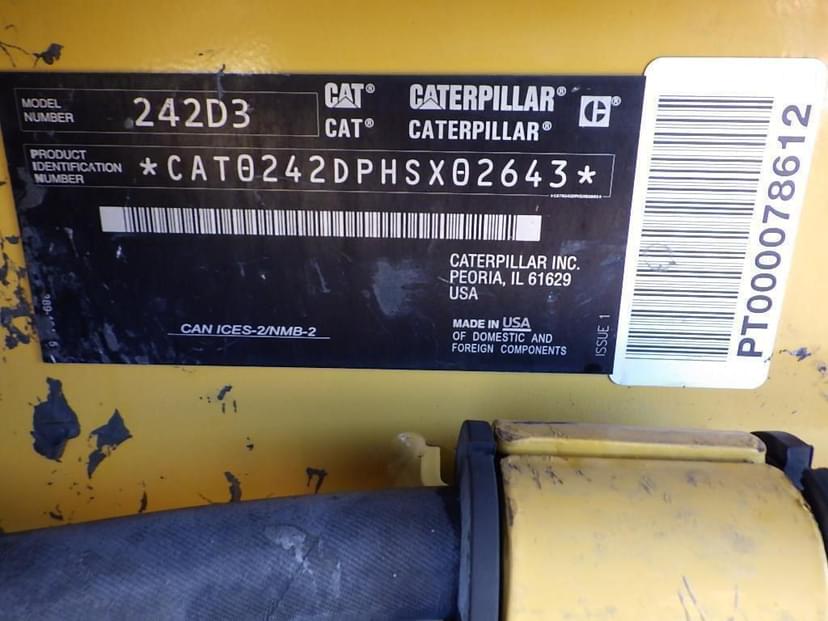 MODEL NUMBER 242D3
CAT® CATERPILLAR®
CAT® CATERPILLAR®
PRODUCT IDENTIFICATION NUMBER *CAT0242DPHSX02643*
CATERPILLAR INC.
PEORIA, IL 61629
USA
CAN ICES-2/NMB-2
MADE IN USA
OF DOMESTIC AND
FOREIGN COMPONENTS
ISSUE 1
PT000078612